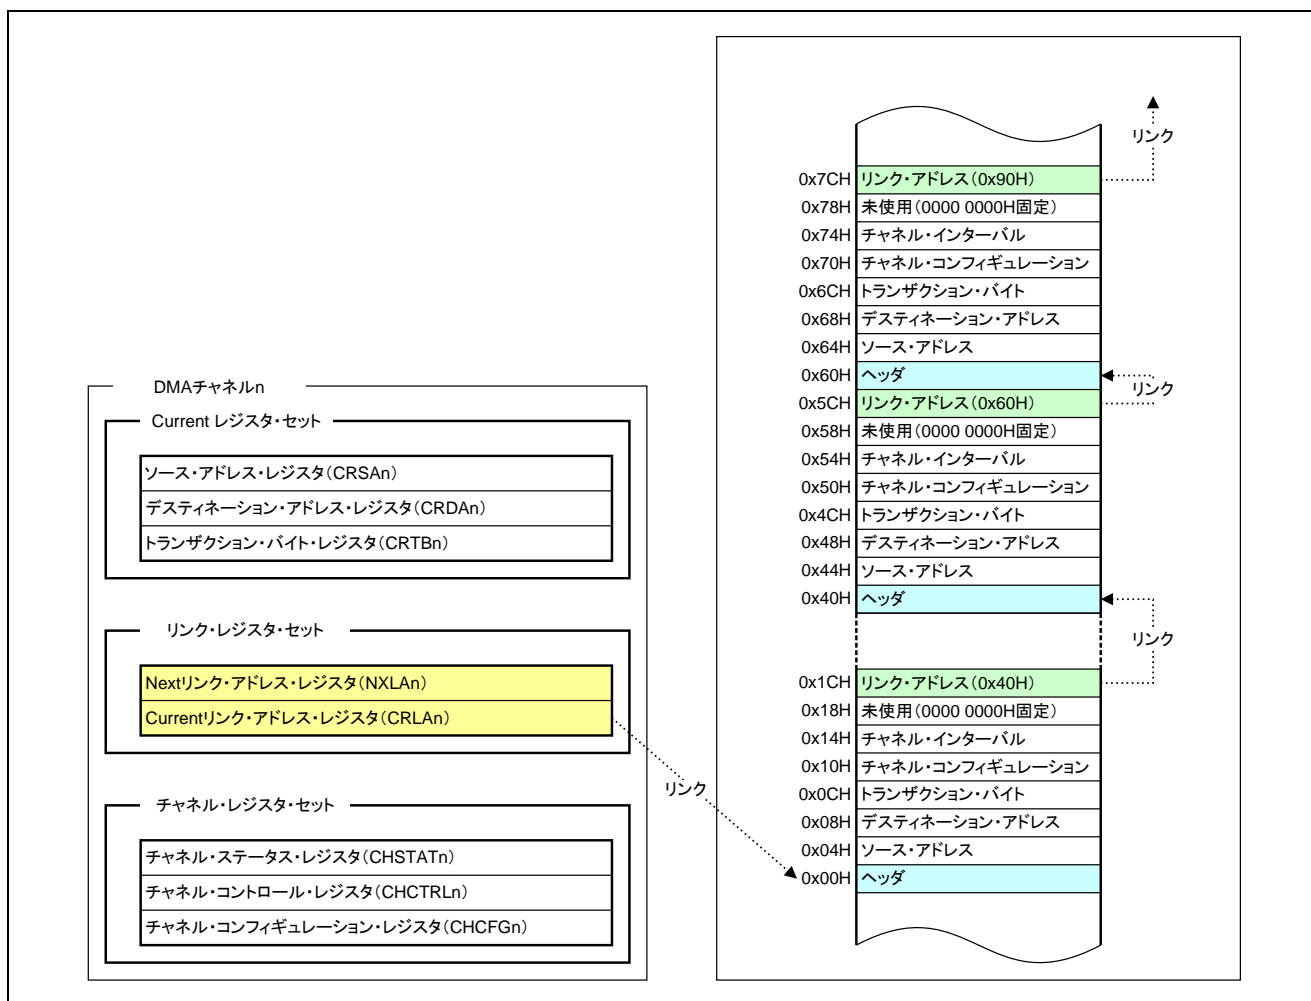 DMAチャネルn
Current レジスタ・セット
ソース・アドレス・レジスタ（CRSAn）
デスティネーション・アドレス・レジスタ（CRDAn）
トランザクション・バイト・レジスタ（CRTBn）
リンク・レジスタ・セット
Nextリンク・アドレス・レジスタ（NXLAn）
Currentリンク・アドレス・レジスタ（CRLAn）
チャネル・レジスタ・セット
チャネル・ステータス・レジスタ（CHSTATn）
チャネル・コントロール・レジスタ（CHCTRLn）
チャネル・コンフィギュレーション・レジスタ（CHCFGn）
リンク
リンク
0x7CH リンク・アドレス（0x90H）
0x78H 未使用（0000 0000H固定）
0x74H チャネル・インターバル
0x70H チャネル・コンフィギュレーション
0x6CH トランザクション・バイト
0x68H デスティネーション・アドレス
0x64H ソース・アドレス
0x60H ヘッダ
リンク
0x5CH リンク・アドレス（0x60H）
0x58H 未使用（0000 0000H固定）
0x54H チャネル・インターバル
0x50H チャネル・コンフィギュレーション
0x4CH トランザクション・バイト
0x48H デスティネーション・アドレス
0x44H ソース・アドレス
0x40H ヘッダ
リンク
0x1CH リンク・アドレス（0x40H）
0x18H 未使用（0000 0000H固定）
0x14H チャネル・インターバル
0x10H チャネル・コンフィギュレーション
0x0CH トランザクション・バイト
0x08H デスティネーション・アドレス
0x04H ソース・アドレス
0x00H ヘッダ